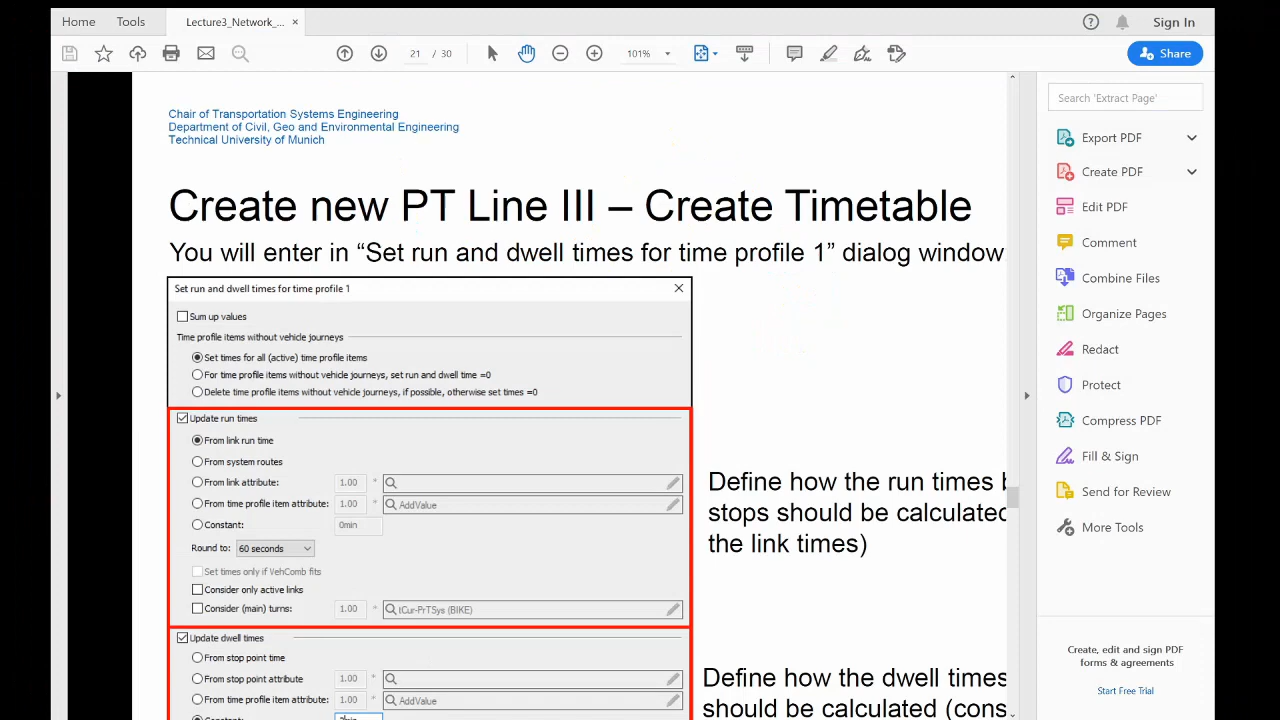 Home
Tools
Lecture3_Network_... ×
Sign In
21 / 30
101%
Share
Chair of Transportation Systems Engineering
Department of Civil, Geo and Environmental Engineering
Technical University of Munich
Create new PT Line III – Create Timetable
You will enter in “Set run and dwell times for time profile 1” dialog window
Set run and dwell times for time profile 1
Sum up values
Time profile items without vehicle journeys
Set times for all (active) time profile items
For time profile items without vehicle journeys, set run and dwell time =0
Delete time profile items without vehicle journeys, if possible, otherwise set times =0
Update run times
From link run time
From system routes
From link attribute: 1.00 *
From time profile item attribute: 1.00 * AddValue
Constant: 0min
Round to: 60 seconds
Set times only if VehComb fits
Consider only active links
Consider (main) turns: 1.00 * tCur-PrTSys (BIKE)
Define how the run times
stops should be calculated
the link times)
Update dwell times
From stop point time
From stop point attribute 1.00 *
From time profile item attribute: 1.00 * AddValue
Constant:
Define how the dwell times
should be calculated (cons
Search 'Extract Page'
Export PDF
Create PDF
Edit PDF
Comment
Combine Files
Organize Pages
Redact
Protect
Compress PDF
Fill & Sign
Send for Review
More Tools
Create, edit and sign PDF
forms & agreements
Start Free Trial